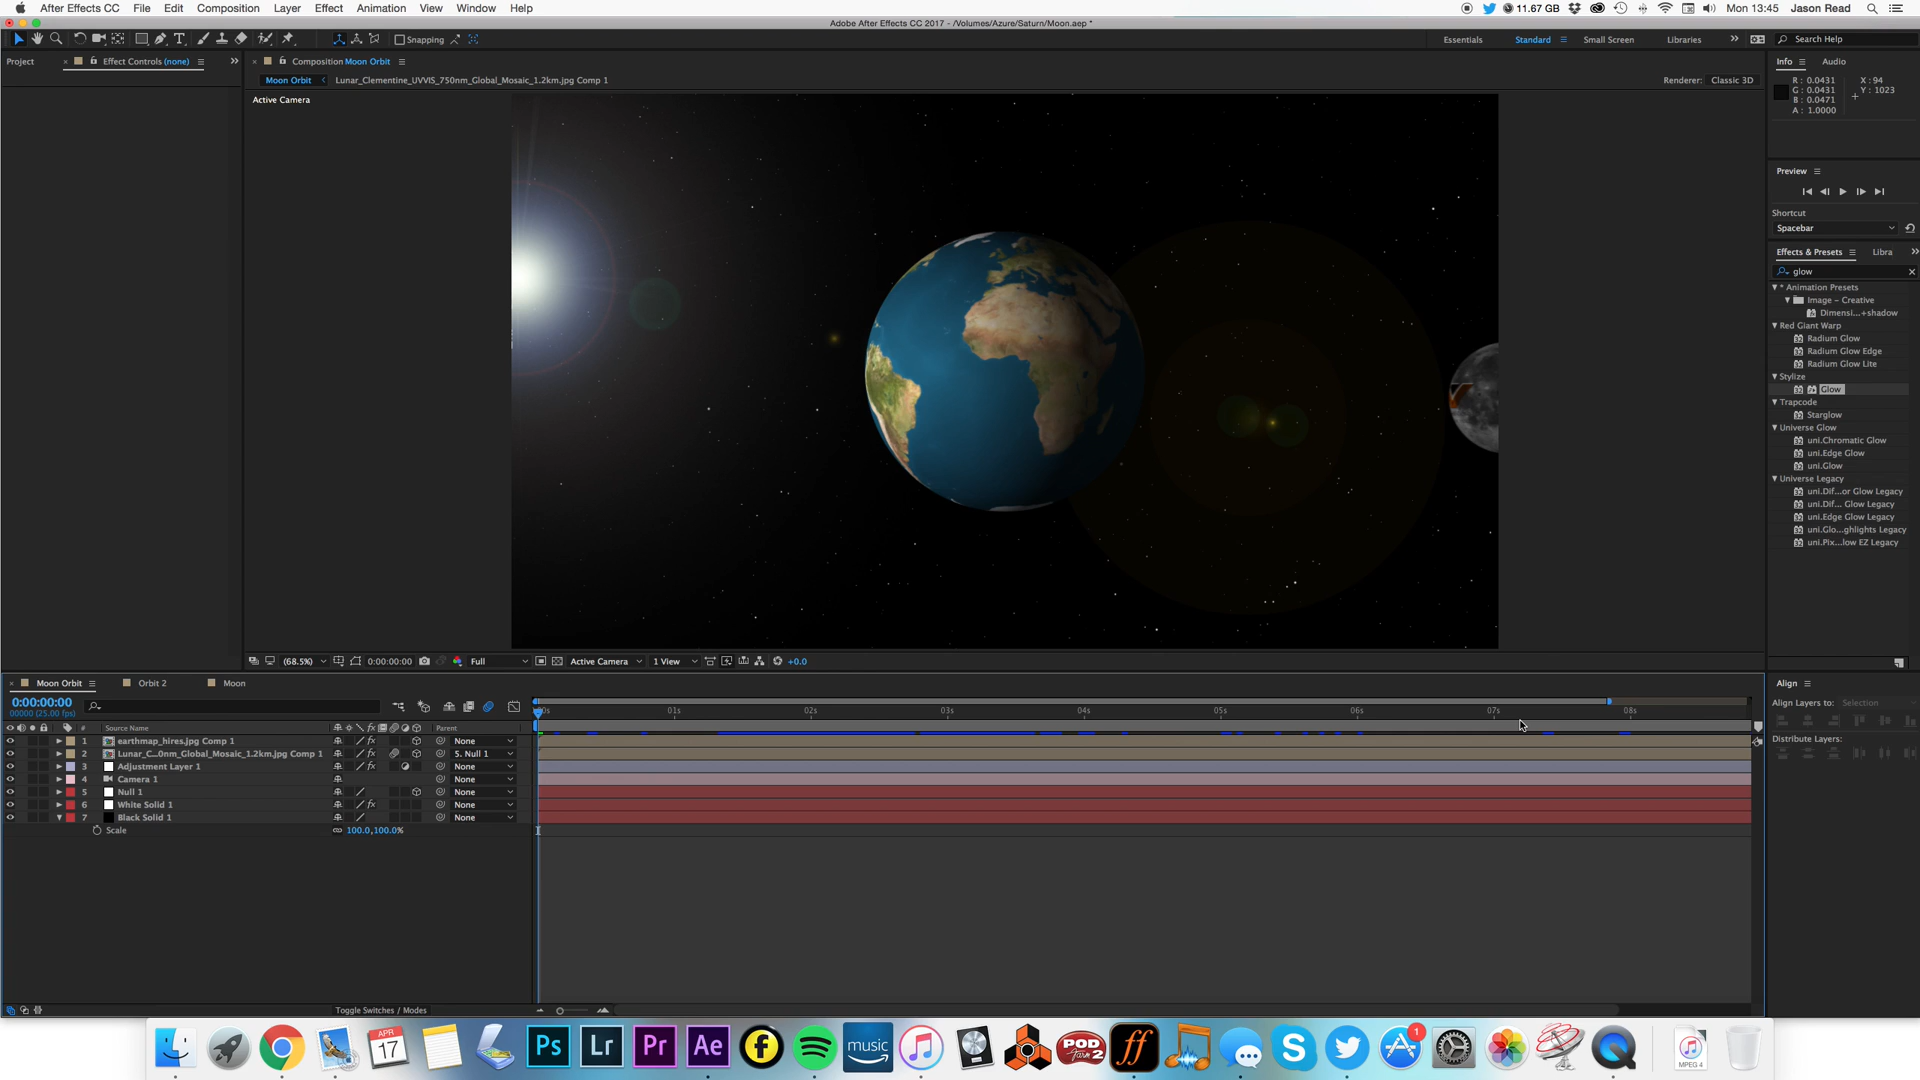 After Effects CC File Edit Composition Layer Effect Animation View Window Help 11.67 GB Mon 13:45 Jason Read
Adobe After Effects CC 2017 - /Volumes/Azure/Saturn/Moon.aep *
Snapping Essentials Standard Small Screen Libraries Search Help
Project Effect Controls (none) Composition Moon Orbit Info Audio
Moon Orbit Lunar_Clementine_UVVIS_750nm_Global_Mosaic_1.2km.jpg Comp 1 Renderer: Classic 3D
Active Camera
R : 0.0431 X : 94
G : 0.0431 Y : 1023
B : 0.0471
A : 1.0000
Preview
Shortcut
Spacebar
Effects & Presets Libra
glow
* Animation Presets
Image – Creative
Dimensi...+shadow
Red Giant Warp
Radium Glow
Radium Glow Edge
Radium Glow Lite
Stylize
Glow
Trapcode
Starglow
Universe Glow
uni.Chromatic Glow
uni.Edge Glow
uni.Glow
Universe Legacy
uni.Dif...or Glow Legacy
uni.Dif... Glow Legacy
uni.Edge Glow Legacy
uni.Glo...ghlights Legacy
uni.Pix...low EZ Legacy
(68.5%) 0:00:00:00 Full Active Camera 1 View +0.0
Moon Orbit Orbit 2 Moon
0:00:00:00
00000 (25.00 fps)
01s 02s 03s 04s 05s 06s 07s 08s
# Source Name Parent
1 earthmap_hires.jpg Comp 1 None
2 Lunar_C...0nm_Global_Mosaic_1.2km.jpg Comp 1 5. Null 1
3 Adjustment Layer 1 None
4 Camera 1 None
5 Null 1 None
6 White Solid 1 None
7 Black Solid 1 None
Scale 100.0,100.0%
Align
Align Layers to: Selection
Distribute Layers:
Toggle Switches / Modes
APR
17
Ps Lr Pr Ae f music POD
Farm 2
ff
S
1
MPEG 4